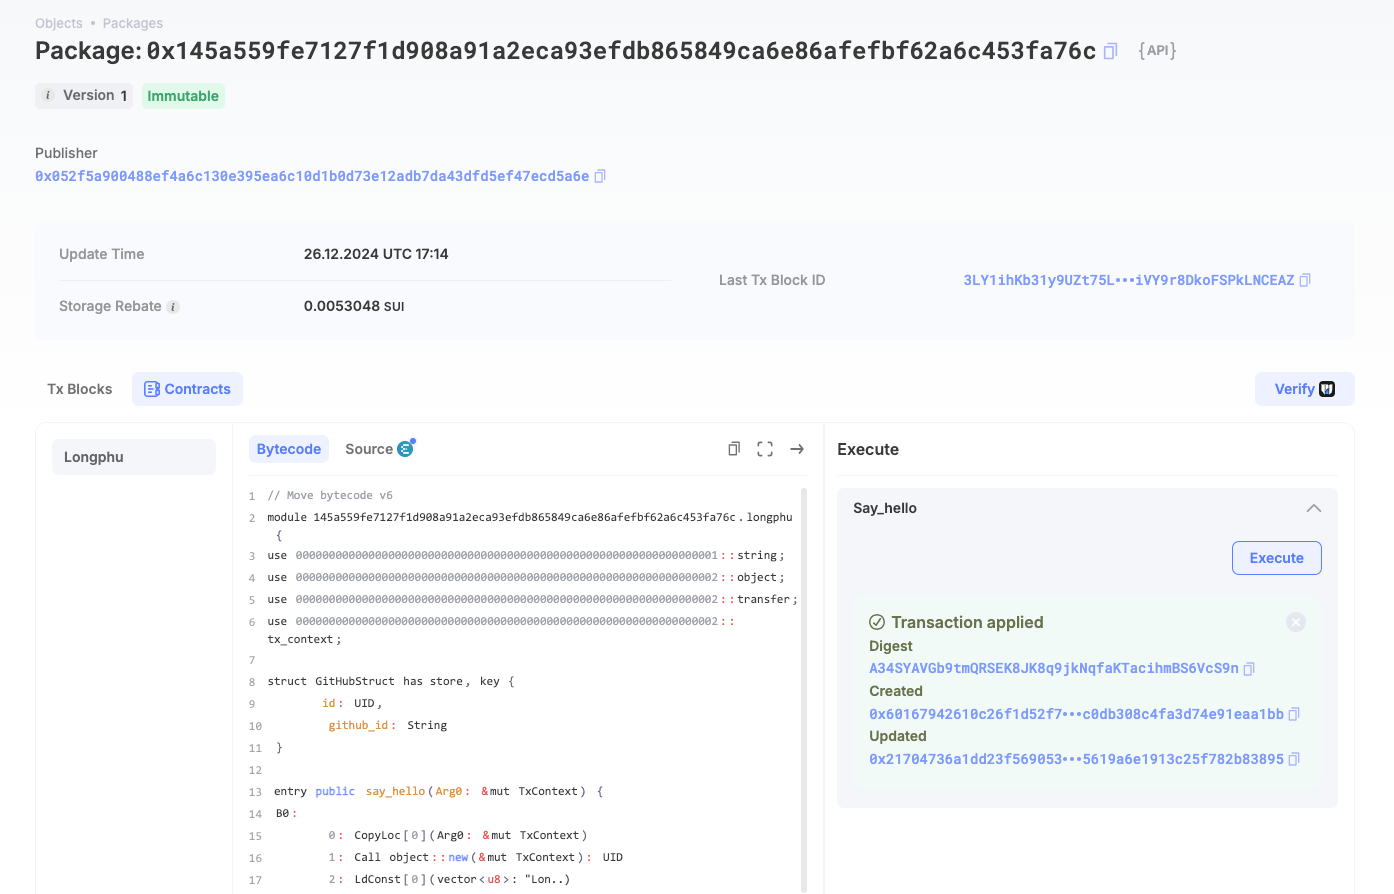 Objects • Packages
Package: 0x145a559fe7127f1d908a91a2eca93efdb865849ca6e86afefbf62a6c453fa76c {API}
i Version 1 Immutable
Publisher
0x052f5a900488ef4a6c130e395ea6c10d1b0d73e12adb7da43dfd5ef47ecd5a6e
Update Time 26.12.2024 UTC 17:14
Storage Rebate i 0.0053048 SUI
Last Tx Block ID 3LY1ihKb31y9UZt75L•••iVY9r8DkoFSPkLNCEAZ
Tx Blocks Contracts Verify
Longphu
Bytecode Source
1 // Move bytecode v6
2 module 145a559fe7127f1d908a91a2eca93efdb865849ca6e86afefbf62a6c453fa76c.longphu
{
3 use 0000000000000000000000000000000000000000000000000000000000000001::string;
4 use 0000000000000000000000000000000000000000000000000000000000000002::object;
5 use 0000000000000000000000000000000000000000000000000000000000000002::transfer;
6 use 0000000000000000000000000000000000000000000000000000000000000002::
tx_context;
7
8 struct GitHubStruct has store, key {
9 id: UID,
10 github_id: String
11 }
12
13 entry public say_hello(Arg0: &mut TxContext) {
14 B0:
15 0: CopyLoc[0](Arg0: &mut TxContext)
16 1: Call object::new(&mut TxContext): UID
17 2: LdConst[0](vector<u8>: "Lon..)
Execute
Say_hello
Execute
Transaction applied
Digest
A34SYAVGb9tmQRSEK8JK8q9jkNqfaKTacihmBS6VcS9n
Created
0x60167942610c26f1d52f7•••c0db308c4fa3d74e91eaa1bb
Updated
0x21704736a1dd23f569053•••5619a6e1913c25f782b83895